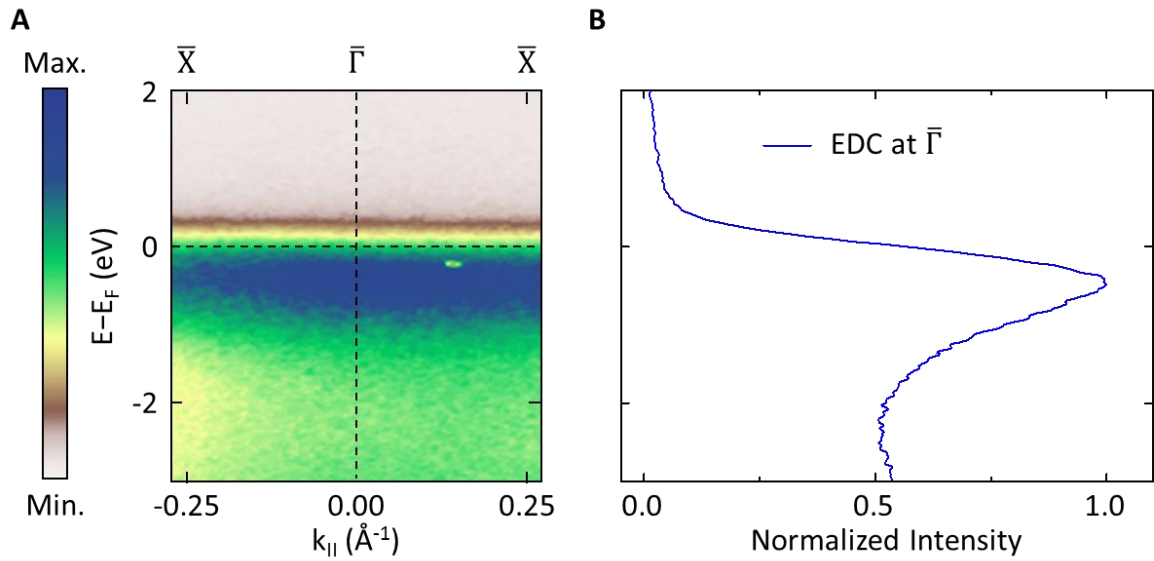 A
B
X̅ Γ̅ X̅
Max.
2
0
-2
E−E_F (eV)
Min.
-0.25 0.00 0.25
k_II (Å⁻¹)
EDC at Γ̅
0.0 0.5 1.0
Normalized Intensity